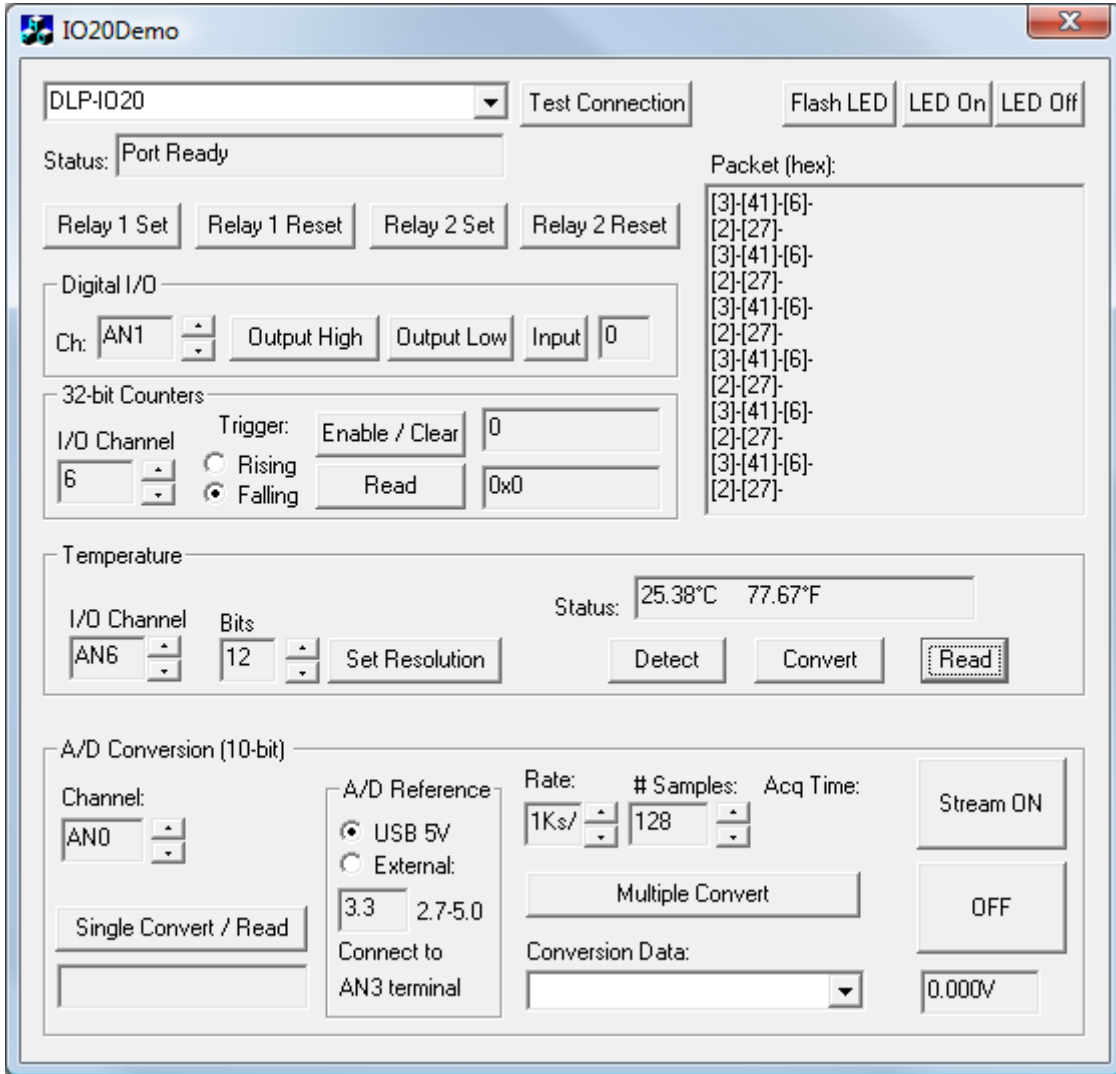 IO20Demo
DLP-IO20
Test Connection
Flash LED
LED On
LED Off
Status:
Port Ready
Packet (hex):
[3]-[41]-[6]-
[2]-[27]-
[3]-[41]-[6]-
[2]-[27]-
[3]-[41]-[6]-
[2]-[27]-
[3]-[41]-[6]-
[2]-[27]-
[3]-[41]-[6]-
[2]-[27]-
[3]-[41]-[6]-
[2]-[27]-
Relay 1 Set
Relay 1 Reset
Relay 2 Set
Relay 2 Reset
Digital I/O
Ch:
AN1
Output High
Output Low
Input
0
32-bit Counters
I/O Channel
6
Trigger:
Rising
Falling
Enable / Clear
0
Read
0x0
Temperature
I/O Channel
AN6
Bits
12
Set Resolution
Status:
25.38°C 77.67°F
Detect
Convert
Read
A/D Conversion (10-bit)
Channel:
AN0
Single Convert / Read
A/D Reference
USB 5V
External:
3.3
2.7-5.0
Connect to
AN3 terminal
Rate:
1Ks/
# Samples:
128
Acq Time:
Multiple Convert
Conversion Data:
Stream ON
OFF
0.000V